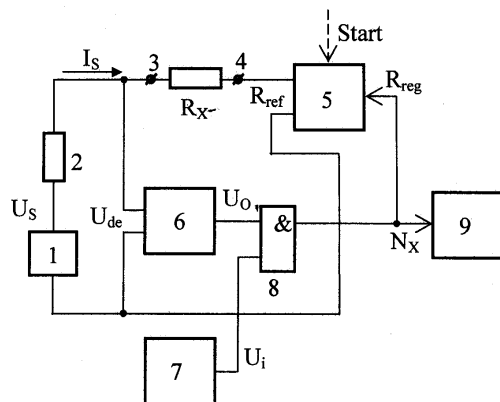 Start
I_S
3
4
R_X
R_ref
5
R_reg
2
U_S
U_de
6
U_O
&
N_X
9
1
8
7
U_i